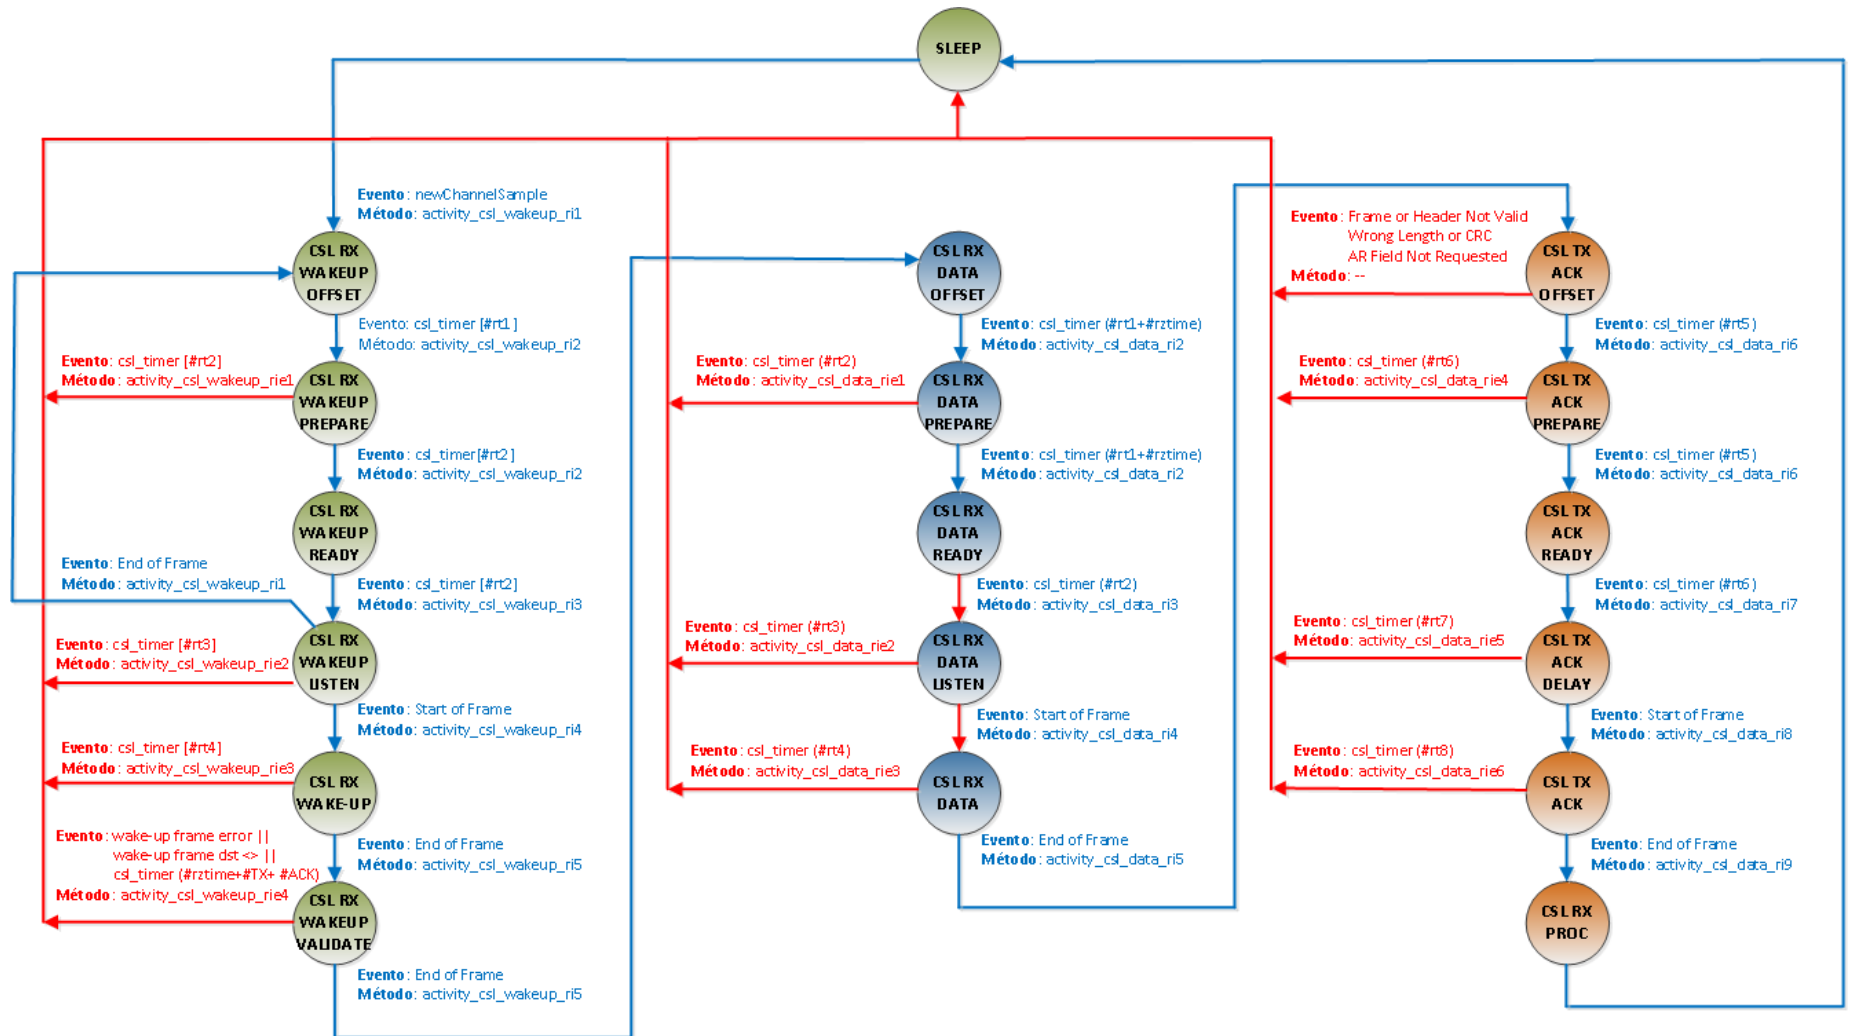 SLEEP
Evento: newChannelSample
Método: activity_csl_wakeup_ri1
CSL RX
WAKEUP
OFFSET
Evento: csl_timer [#rt1]
Método: activity_csl_wakeup_ri2
Evento: csl_timer [#rt2]
Método: activity_csl_wakeup_rie1
CSL RX
WAKEUP
PREPARE
Evento: csl_timer[#rt2]
Método: activity_csl_wakeup_ri2
CSL RX
WAKEUP
READY
Evento: End of Frame
Método: activity_csl_wakeup_ri1
Evento: csl_timer [#rt2]
Método: activity_csl_wakeup_ri3
Evento: csl_timer [#rt3]
Método: activity_csl_wakeup_rie2
CSL RX
WAKEUP
LISTEN
Evento: Start of Frame
Método: activity_csl_wakeup_ri4
Evento: csl_timer [#rt4]
Método: activity_csl_wakeup_rie3
CSL RX
WAKE-UP
Evento: wake-up frame error ||
wake-up frame dst <> ||
csl_timer (#rztime+#TX+ #ACK)
Método: activity_csl_wakeup_rie4
Evento: End of Frame
Método: activity_csl_wakeup_ri5
CSL RX
WAKEUP
VALIDATE
Evento: End of Frame
Método: activity_csl_wakeup_ri5
CSL RX
DATA
OFFSET
Evento: csl_timer (#rt1+#rztime)
Método: activity_csl_data_ri2
Evento: csl_timer (#rt2)
Método: activity_csl_data_rie1
CSL RX
DATA
PREPARE
Evento: csl_timer (#rt1+#rztime)
Método: activity_csl_data_ri2
CSL RX
DATA
READY
Evento: csl_timer (#rt2)
Método: activity_csl_data_ri3
Evento: csl_timer (#rt3)
Método: activity_csl_data_rie2
CSL RX
DATA
LISTEN
Evento: Start of Frame
Método: activity_csl_data_ri4
Evento: csl_timer (#rt4)
Método: activity_csl_data_rie3
CSL RX
DATA
Evento: End of Frame
Método: activity_csl_data_ri5
Evento: Frame or Header Not Valid
Wrong Length or CRC
AR Field Not Requested
Método: --
CSL TX
ACK
OFFSET
Evento: csl_timer (#rt5)
Método: activity_csl_data_ri6
Evento: csl_timer (#rt6)
Método: activity_csl_data_rie4
CSL TX
ACK
PREPARE
Evento: csl_timer (#rt5)
Método: activity_csl_data_ri6
CSL TX
ACK
READY
Evento: csl_timer (#rt6)
Método: activity_csl_data_ri7
Evento: csl_timer (#rt7)
Método: activity_csl_data_rie5
CSL TX
ACK
DELAY
Evento: Start of Frame
Método: activity_csl_data_ri8
Evento: csl_timer (#rt8)
Método: activity_csl_data_rie6
CSL TX
ACK
Evento: End of Frame
Método: activity_csl_data_ri9
CSL RX
PROC